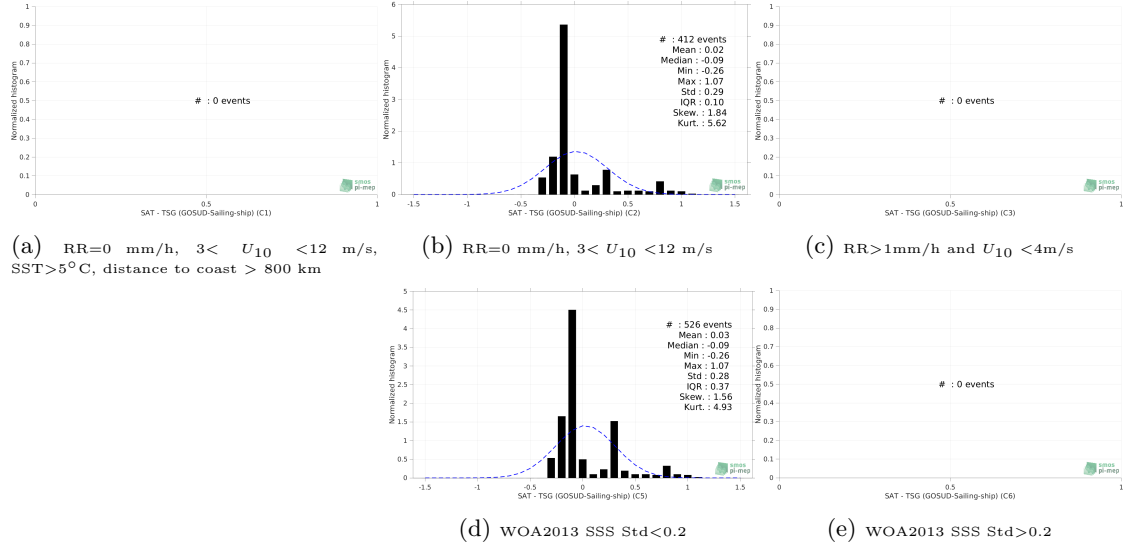 1
0.9
0.8
0.7
0.6
0.5
0.4
0.3
0.2
0.1
0
Normalized histogram
# : 0 events
0 0.5 1
SAT - TSG (GOSUD-Sailing-ship) (C1)
smos
pi-mep
(a) RR=0 mm/h, 3< U10 <12 m/s,
SST>5°C, distance to coast > 800 km
6
5
4
3
2
1
0
Normalized histogram
# : 412 events
Mean : 0.02
Median : -0.09
Min : -0.26
Max : 1.07
Std : 0.29
IQR : 0.10
Skew. : 1.84
Kurt. : 5.62
-1.5 -1 -0.5 0 0.5 1 1.5
SAT - TSG (GOSUD-Sailing-ship) (C2)
smos
pi-mep
(b) RR=0 mm/h, 3< U10 <12 m/s
1
0.9
0.8
0.7
0.6
0.5
0.4
0.3
0.2
0.1
0
Normalized histogram
# : 0 events
0 0.5 1
SAT - TSG (GOSUD-Sailing-ship) (C3)
smos
pi-mep
(c) RR>1mm/h and U10 <4m/s
5
4.5
4
3.5
3
2.5
2
1.5
1
0.5
0
Normalized histogram
# : 526 events
Mean : 0.03
Median : -0.09
Min : -0.26
Max : 1.07
Std : 0.28
IQR : 0.37
Skew. : 1.56
Kurt. : 4.93
-1.5 -1 -0.5 0 0.5 1 1.5
SAT - TSG (GOSUD-Sailing-ship) (C5)
smos
pi-mep
(d) WOA2013 SSS Std<0.2
1
0.9
0.8
0.7
0.6
0.5
0.4
0.3
0.2
0.1
0
Normalized histogram
# : 0 events
0 0.5 1
SAT - TSG (GOSUD-Sailing-ship) (C6)
smos
pi-mep
(e) WOA2013 SSS Std>0.2